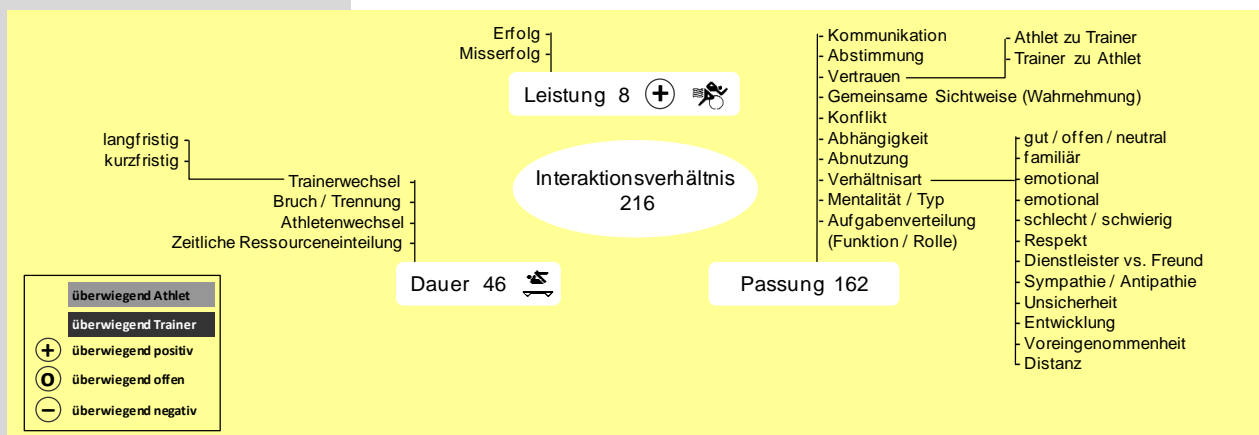 Erfolg
Misserfolg
Leistung 8 +
langfristig
kurzfristig
Trainerwechsel
Bruch / Trennung
Athletenwechsel
Zeitliche Ressourceneinteilung
Dauer 46
Interaktionsverhältnis
216
Kommunikation
Abstimmung
Vertrauen
Gemeinsame Sichtweise (Wahrnehmung)
Konflikt
Abhängigkeit
Abnutzung
Verhältnisart
Mentalität / Typ
Aufgabenverteilung
(Funktion / Rolle)
Passung 162
Athlet zu Trainer
Trainer zu Athlet
gut / offen / neutral
familiär
emotional
emotional
schlecht / schwierig
Respekt
Dienstleister vs. Freund
Sympathie / Antipathie
Unsicherheit
Entwicklung
Voreingenommenheit
Distanz
überwiegend Athlet
überwiegend Trainer
+ überwiegend positiv
o überwiegend offen
− überwiegend negativ